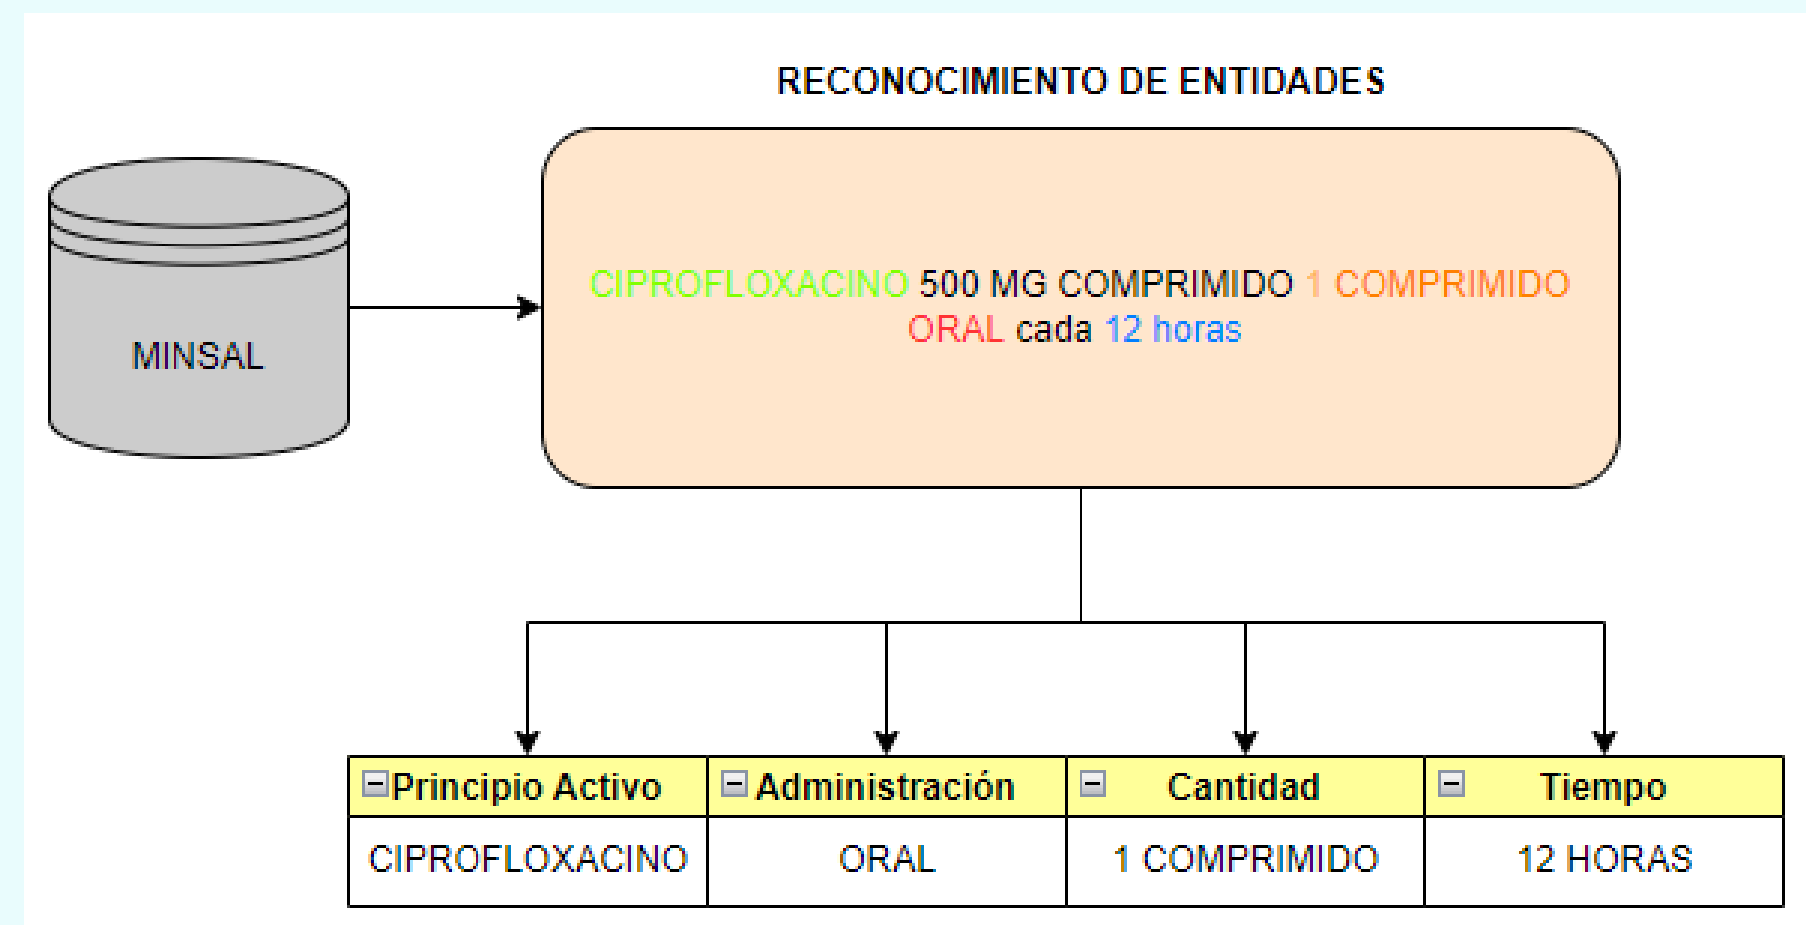 RECONOCIMIENTO DE ENTIDADES
MINSAL
CIPROFLOXACINO 500 MG COMPRIMIDO 1 COMPRIMIDO
ORAL cada 12 horas
Principio Activo
Administración
Cantidad
Tiempo
CIPROFLOXACINO
ORAL
1 COMPRIMIDO
12 HORAS